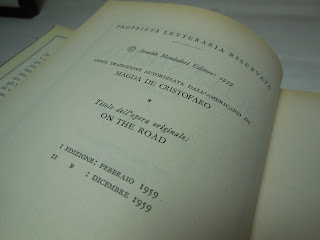 PROPRIETÀ LETTERARIA RISERVATA
© Arnoldo Mondadori Editore: 1959
UNICA TRADUZIONE AUTORIZZATA DALL'AMERICANO DI
MAGDA DE CRISTOFARO
*
Titolo dell'opera originale:
ON THE ROAD
I EDIZIONE: FEBBRAIO 1959
II » : DICEMBRE 1959